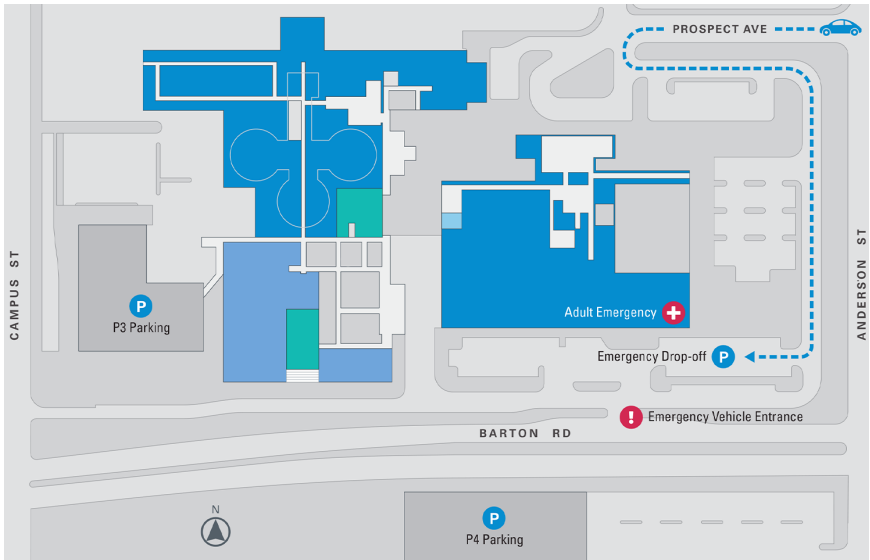 PROSPECT AVE
CAMPUS ST
ANDERSON ST
P
P3 Parking
Adult Emergency
Emergency Drop-off P
! Emergency Vehicle Entrance
BARTON RD
N
P
P4 Parking